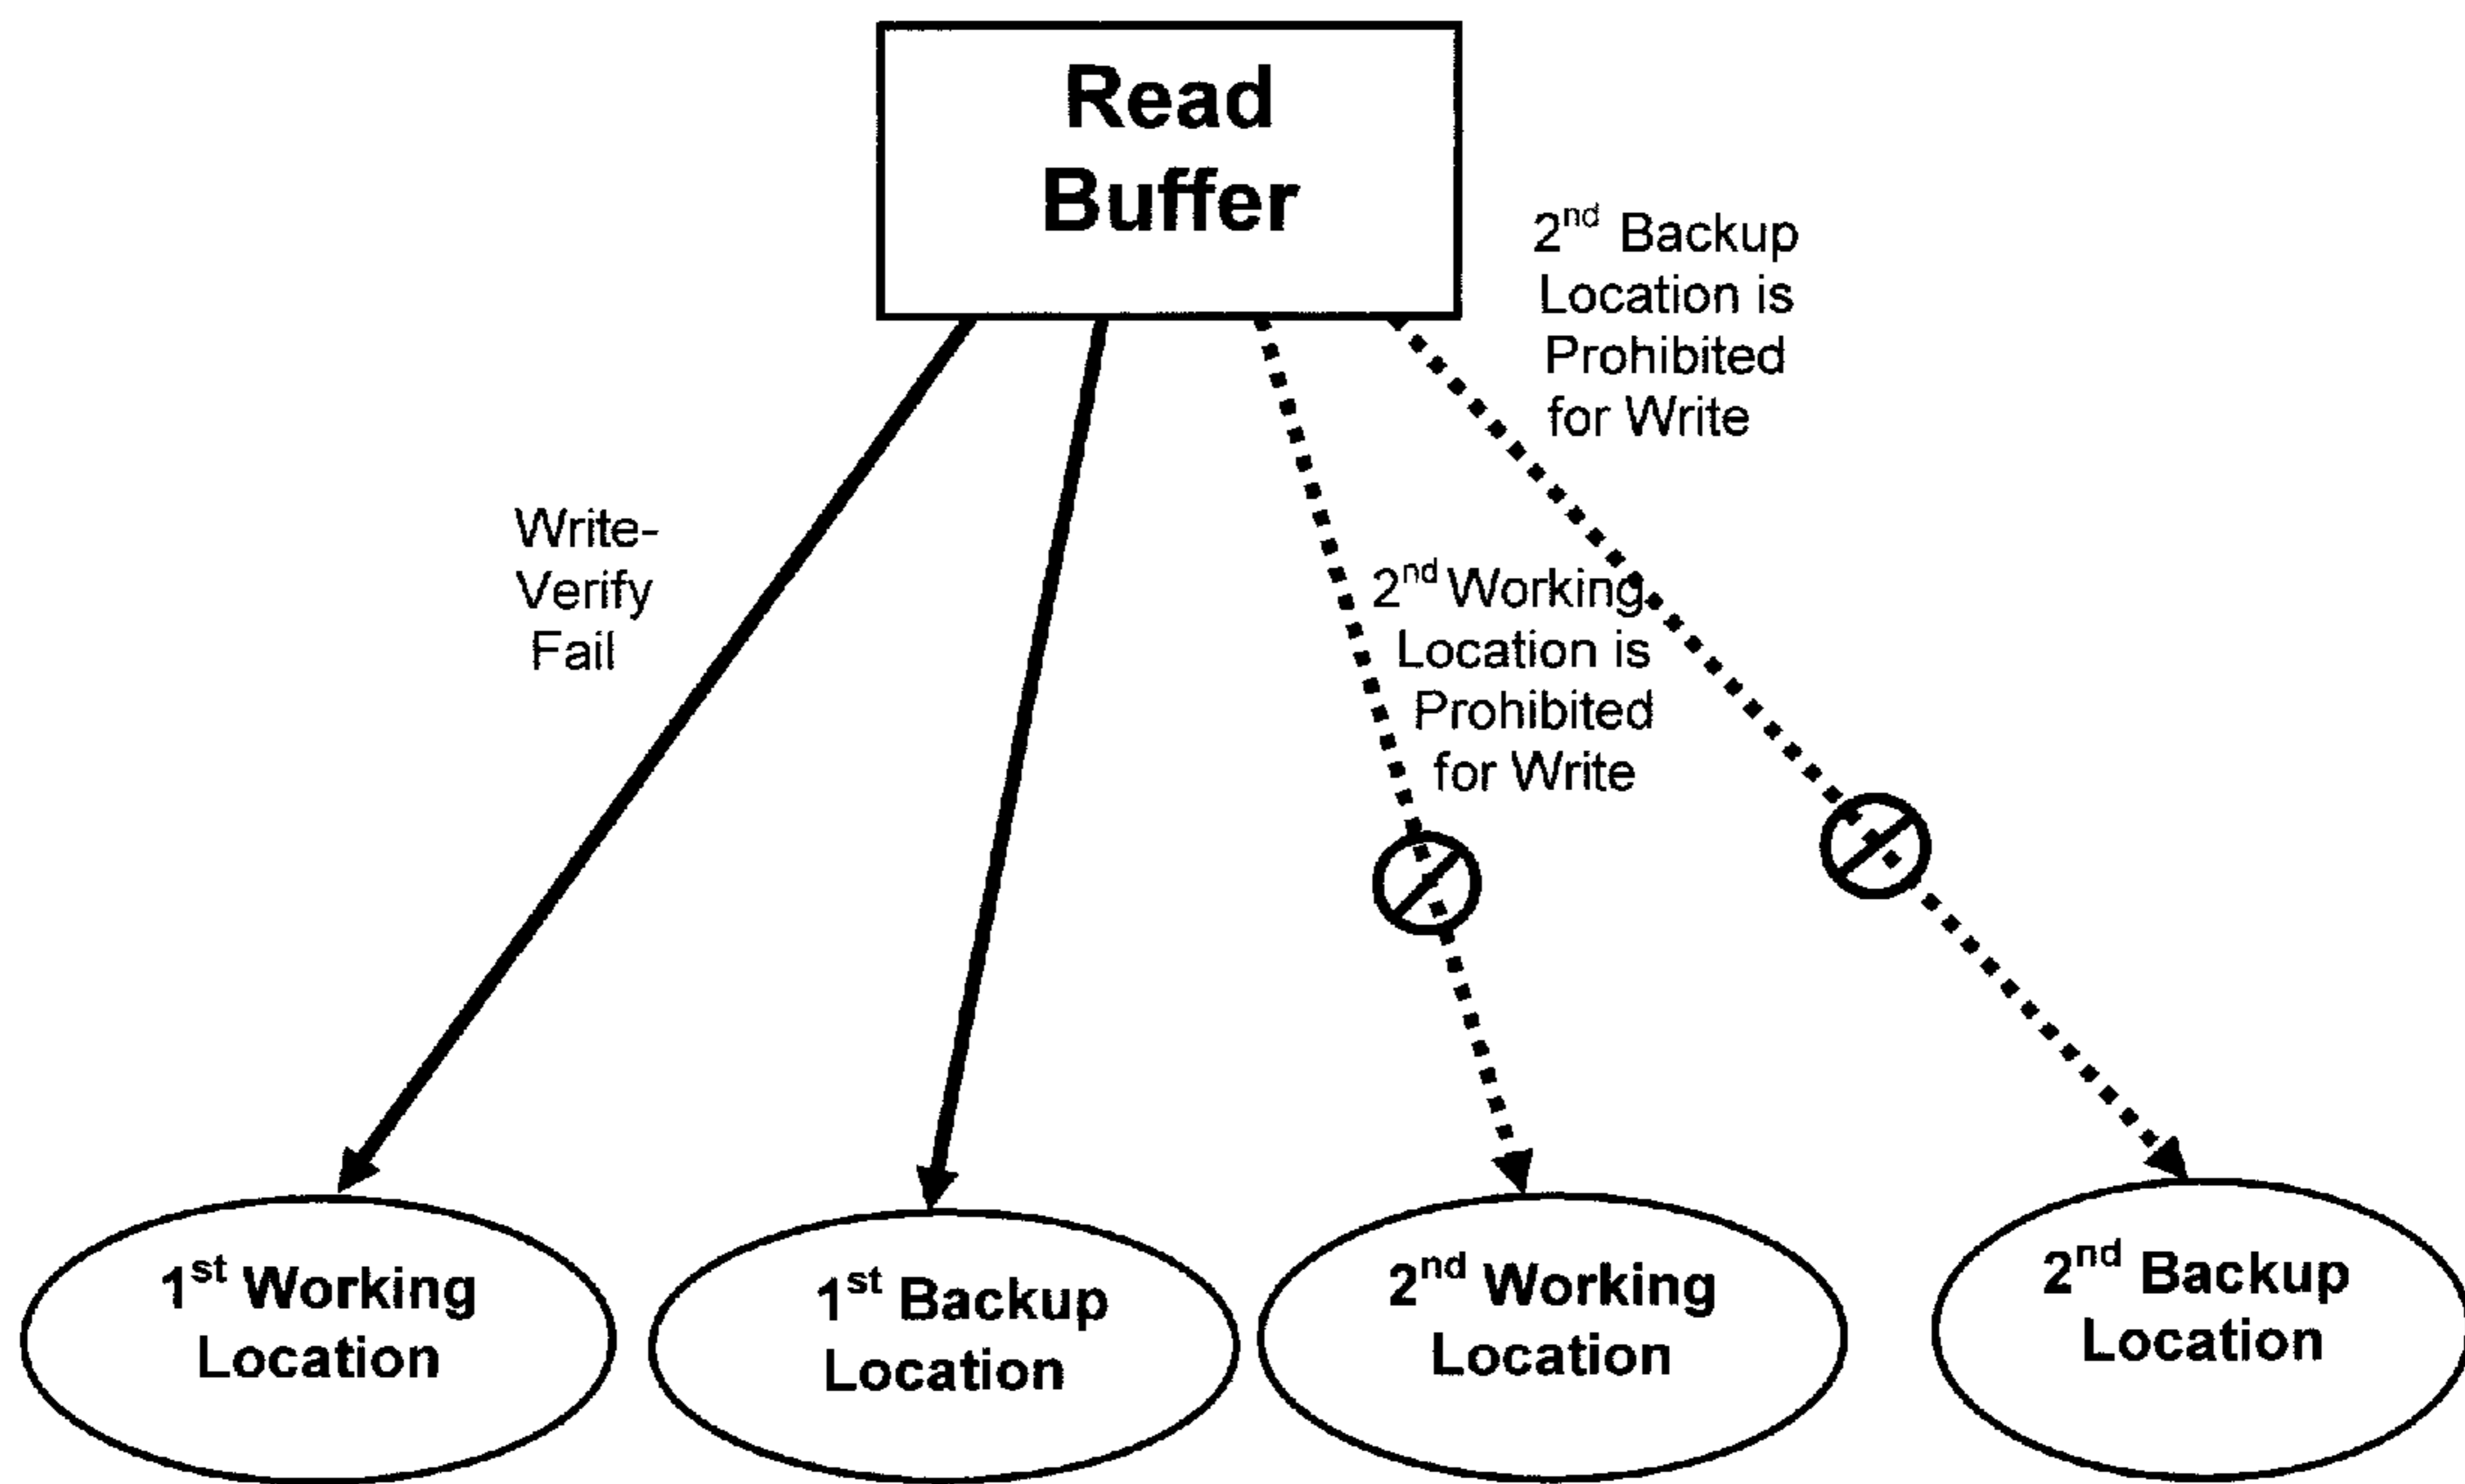 Read
Buffer
2nd Backup
Location is
Prohibited
for Write
Write-
Verify
Fail
2nd Working
Location is
Prohibited
for Write
1st Working
Location
1st Backup
Location
2nd Working
Location
2nd Backup
Location